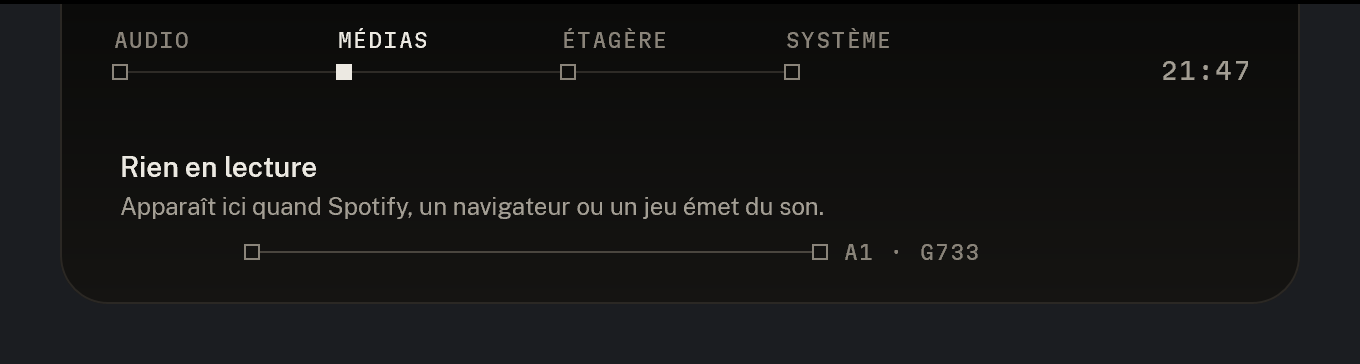 AUDIO MÉDIAS ÉTAGÈRE SYSTÈME
21:47
Rien en lecture
Apparaît ici quand Spotify, un navigateur ou un jeu émet du son.
A1 · G733